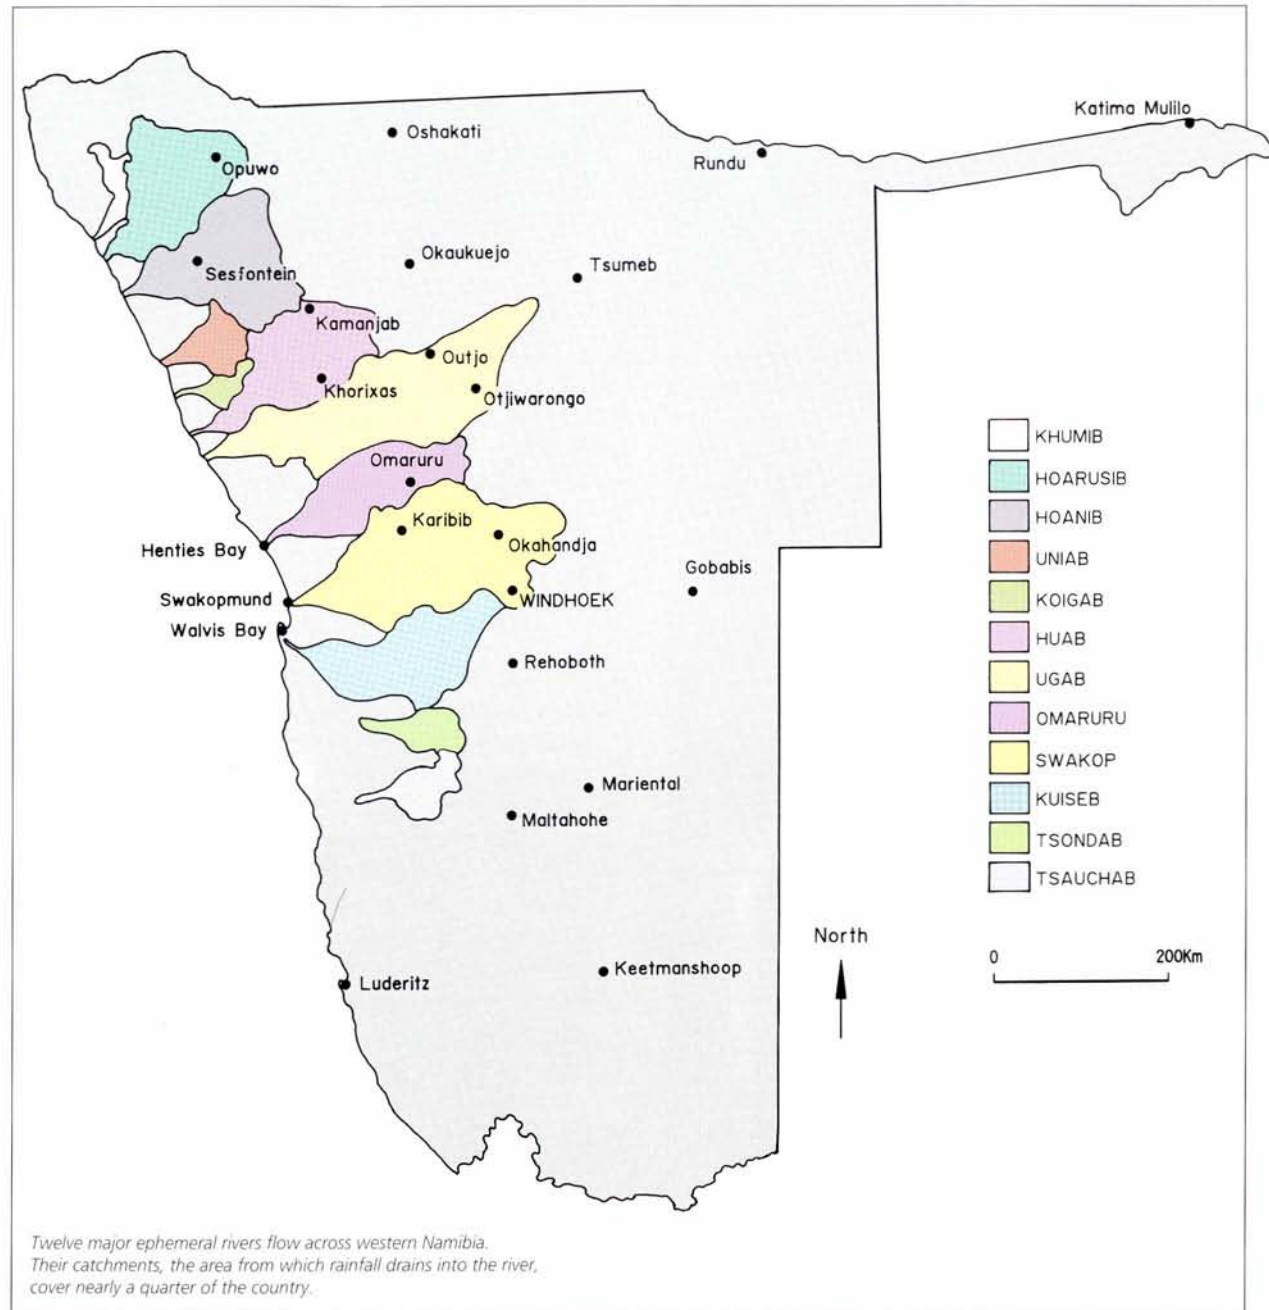 Katima Mulilo
Oshakati
Rundu
Opuwo
Okaukuejo
Sesfontein
Tsumeb
Kamanjab
Outjo
Khorixas
Otjiwarongo
Omaruru
Karibib
Okahandja
Henties Bay
Gobabis
Swakopmund
WINDHOEK
Walvis Bay
Rehoboth
Mariental
Maltahohe
Keetmanshoop
Luderitz
KHUMIB
HOARUSIB
HOANIB
UNIAB
KOIGAB
HUAB
UGAB
OMARURU
SWAKOP
KUISEB
TSONDAB
TSAUCHAB
North
0 200Km
Twelve major ephemeral rivers flow across western Namibia.
Their catchments, the area from which rainfall drains into the river,
cover nearly a quarter of the country.